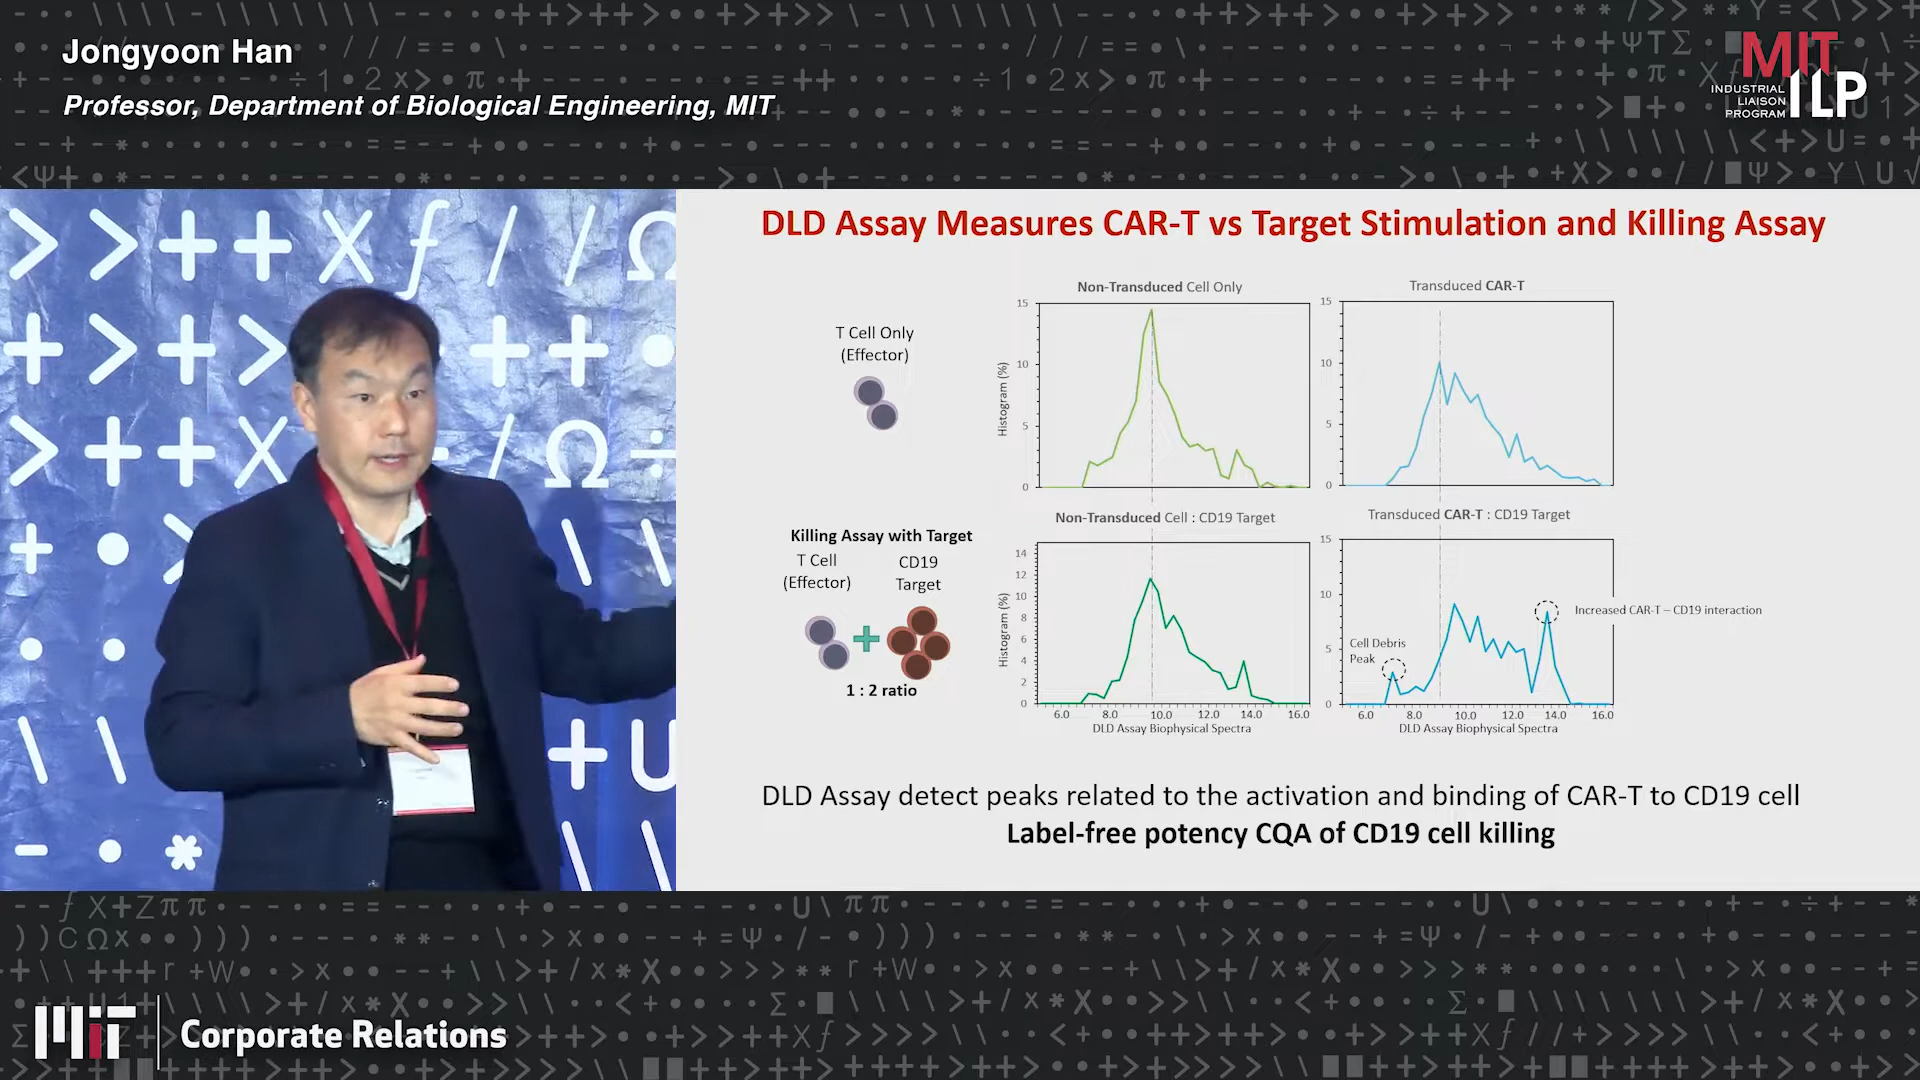 Jongyoon Han
Professor, Department of Biological Engineering, MIT
MIT
ILP
INDUSTRIAL
LIAISON
PROGRAM
DLD Assay Measures CAR-T vs Target Stimulation and Killing Assay
T Cell Only
(Effector)
Non-Transduced Cell Only
Histogram (%)
15
10
5
0
Transduced CAR-T
15
10
5
0
Killing Assay with Target
T Cell
(Effector)
CD19
Target
1 : 2 ratio
Non-Transduced Cell : CD19 Target
Histogram (%)
14
12
10
8
6
4
2
0
6.0 8.0 10.0 12.0 14.0 16.0
DLD Assay Biophysical Spectra
Transduced CAR-T : CD19 Target
15
10
5
0
Cell Debris
Peak
Increased CAR-T – CD19 interaction
6.0 8.0 10.0 12.0 14.0 16.0
DLD Assay Biophysical Spectra
DLD Assay detect peaks related to the activation and binding of CAR-T to CD19 cell
Label-free potency CQA of CD19 cell killing
MIT
Corporate Relations